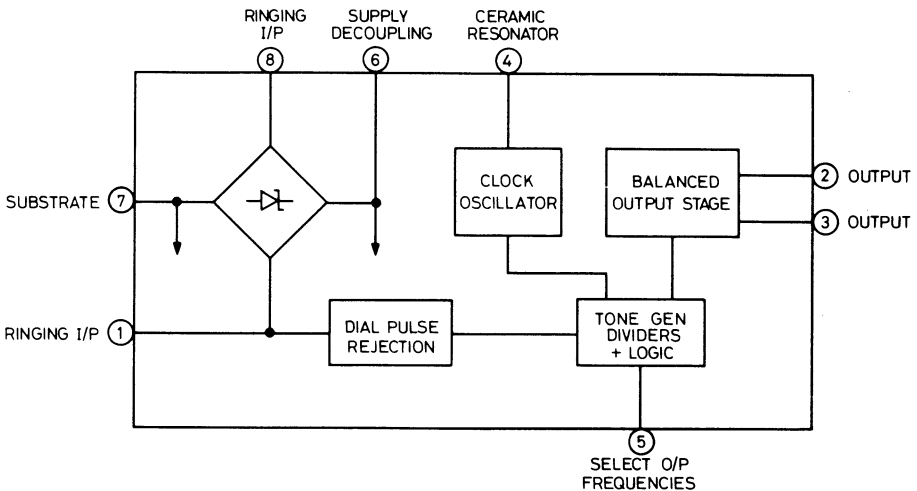 RINGING
I/P
8
SUPPLY
DECOUPLING
6
CERAMIC
RESONATOR
4
SUBSTRATE 7
CLOCK
OSCILLATOR
BALANCED
OUTPUT STAGE
2 OUTPUT
3 OUTPUT
RINGING I/P 1
DIAL PULSE
REJECTION
TONE GEN
DIVIDERS
+ LOGIC
5
SELECT O/P
FREQUENCIES